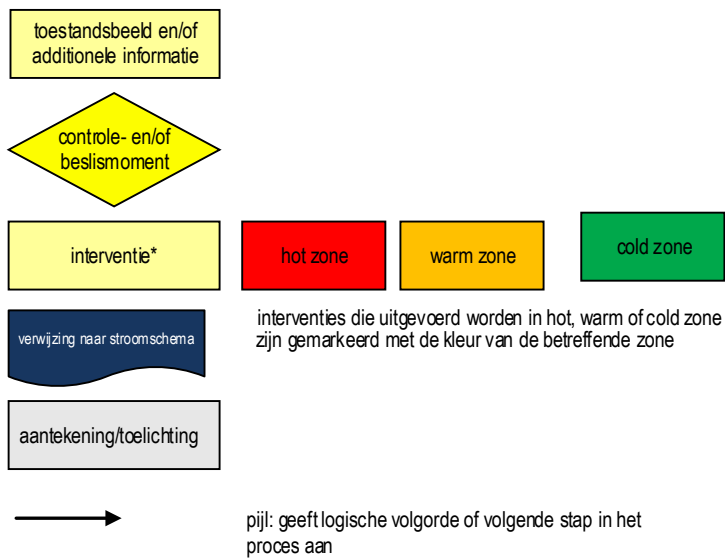 toestandsbeeld en/of
additionele informatie
controle- en/of
beslismoment
interventie*
hot zone
warm zone
cold zone
verwijzing naar stroomschema
interventies die uitgevoerd worden in hot, warm of cold zone
zijn gemarkeerd met de kleur van de betreffende zone
aantekening/toelichting
pijl: geeft logische volgorde of volgende stap in het
proces aan